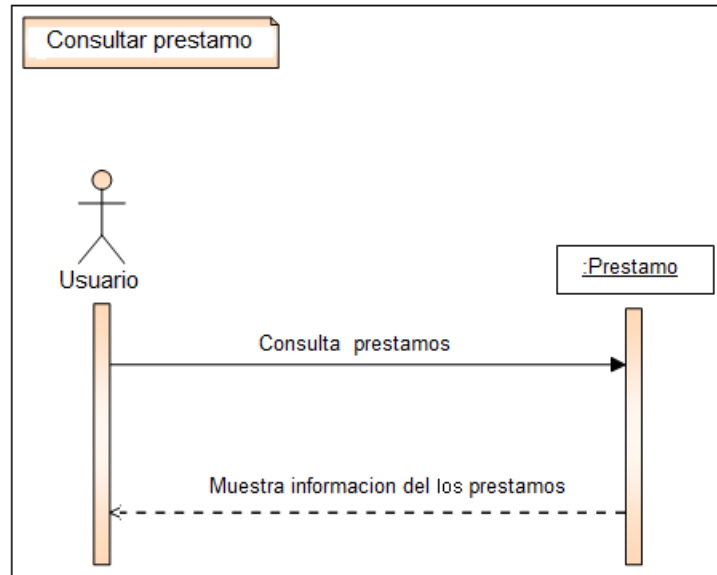 Consultar prestamo
Usuario
:Prestamo
Consulta prestamos
Muestra informacion del los prestamos